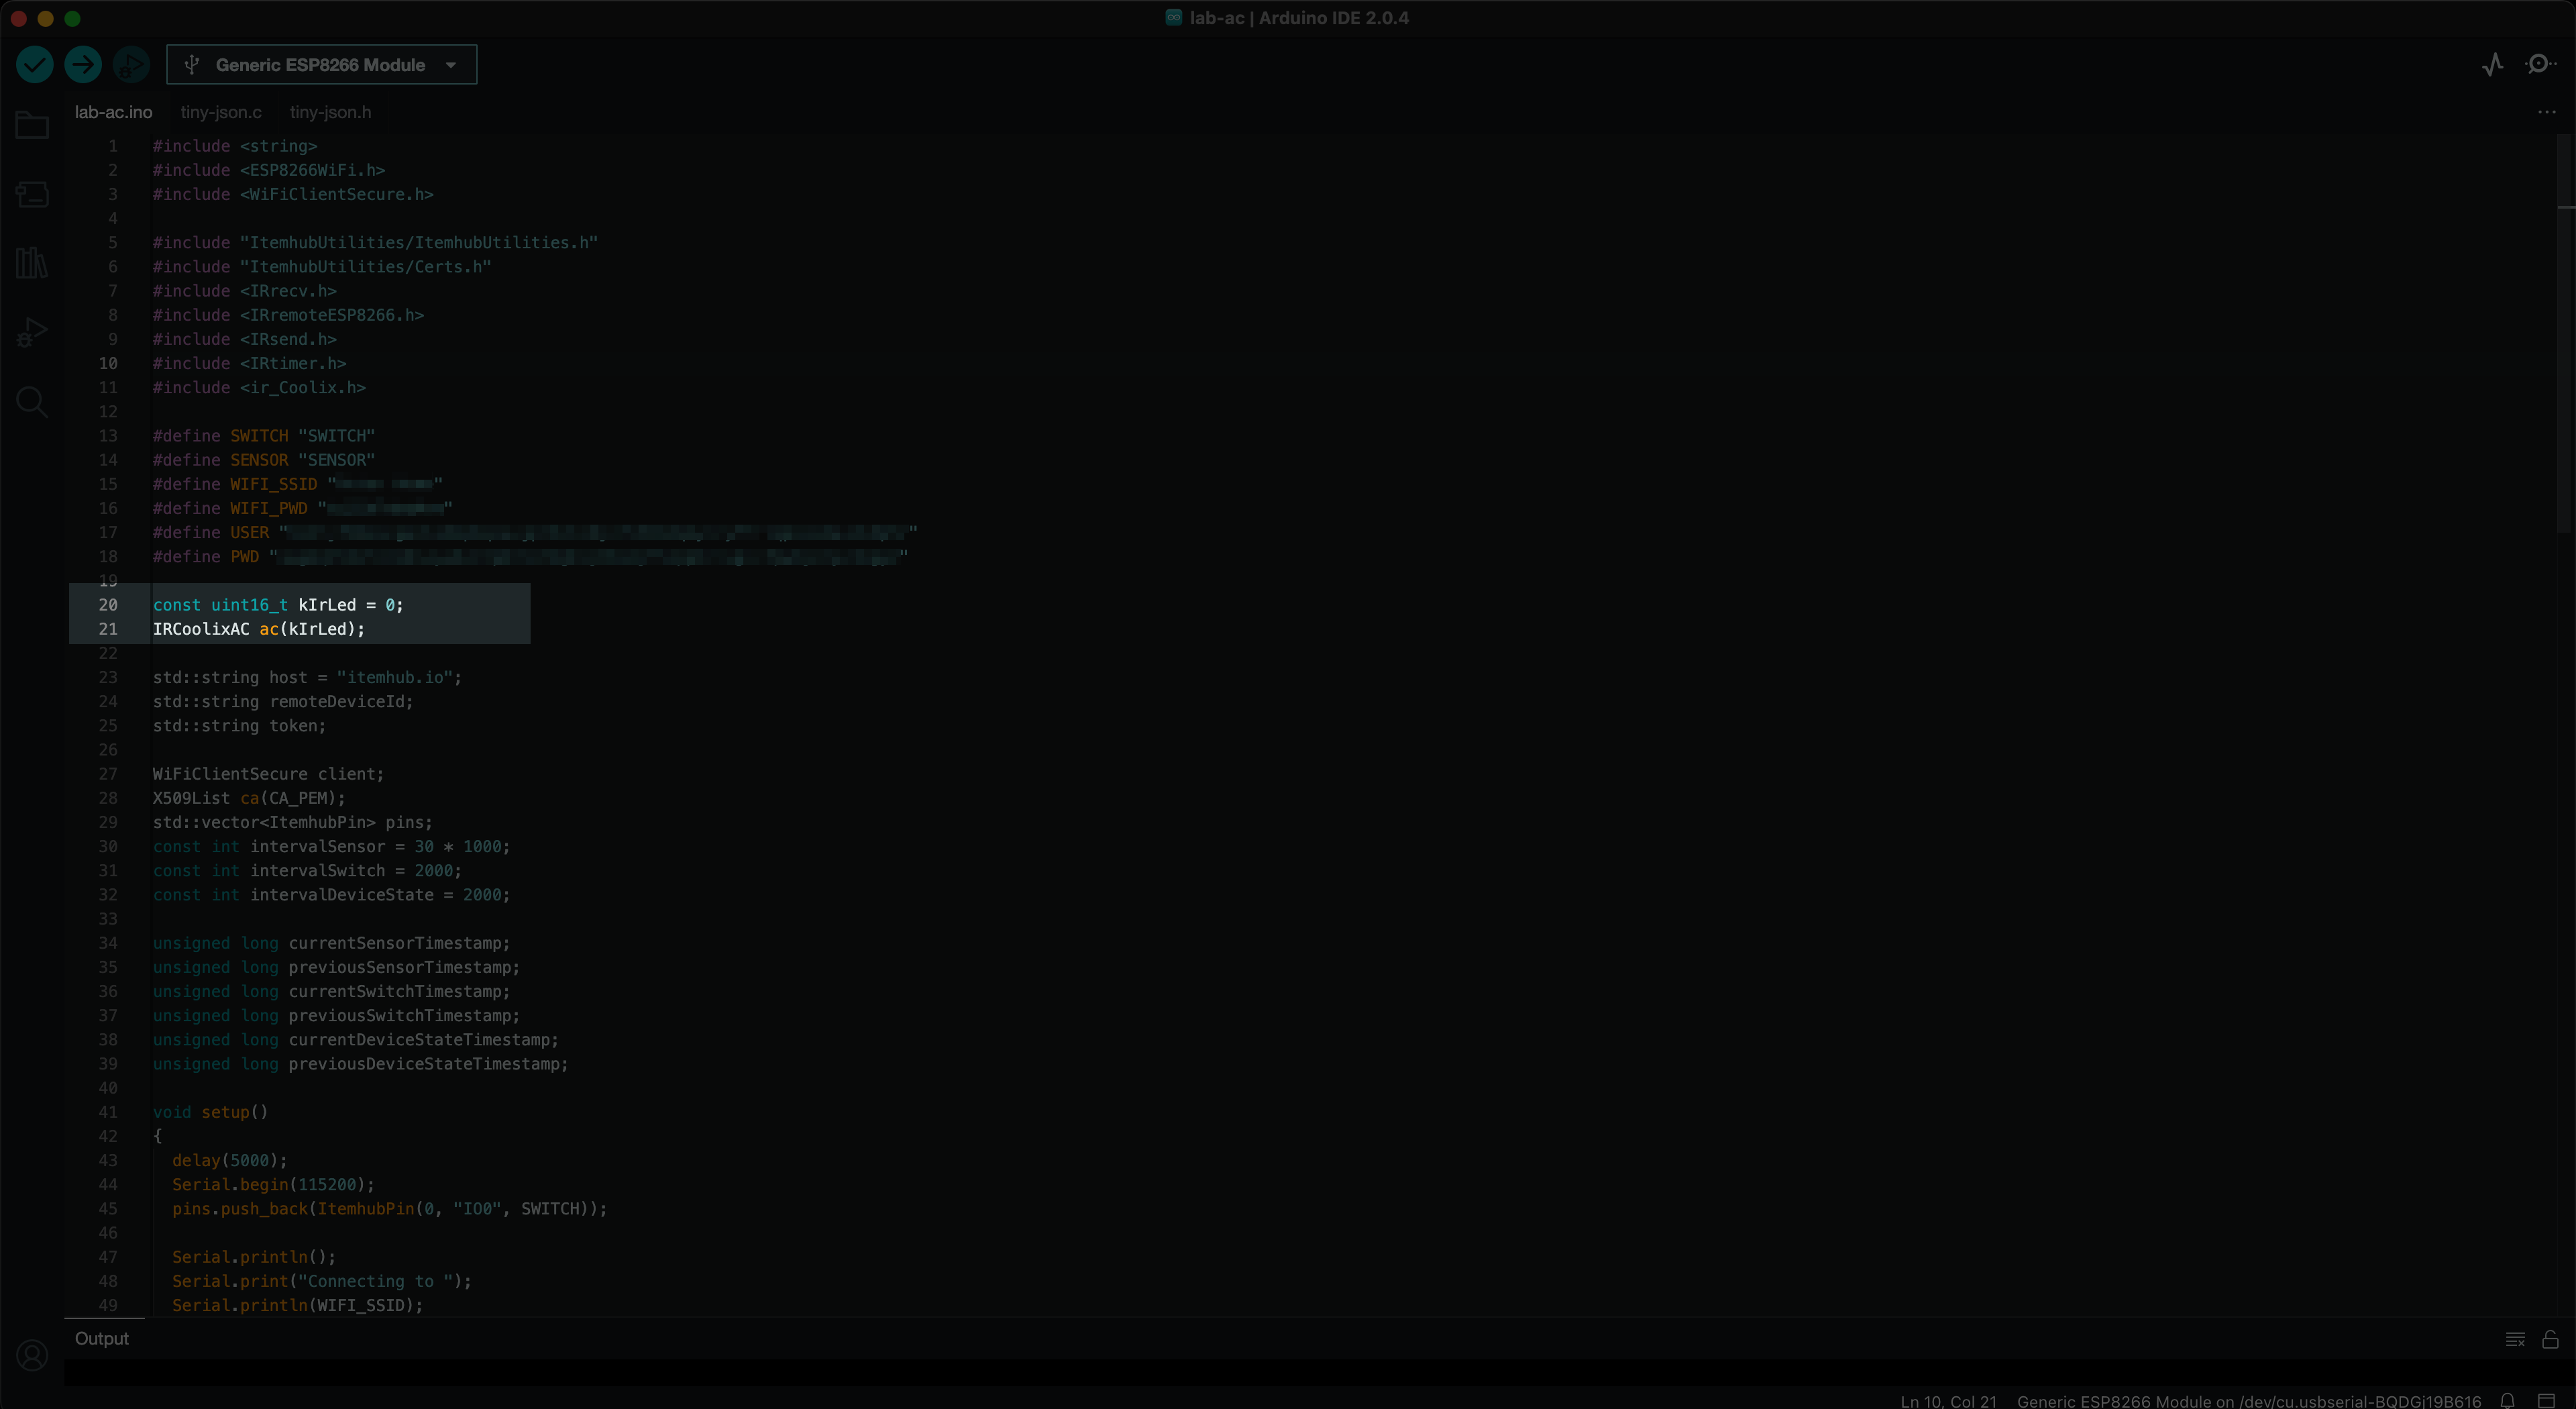 lab-ac | Arduino IDE 2.0.4
Generic ESP8266 Module
lab-ac.ino tiny-json.c tiny-json.h
1 #include <string>
2 #include <ESP8266WiFi.h>
3 #include <WiFiClientSecure.h>
4
5 #include "ItemhubUtilities/ItemhubUtilities.h"
6 #include "ItemhubUtilities/Certs.h"
7 #include <IRrecv.h>
8 #include <IRremoteESP8266.h>
9 #include <IRsend.h>
10 #include <IRtimer.h>
11 #include <ir_Coolix.h>
12
13 #define SWITCH "SWITCH"
14 #define SENSOR "SENSOR"
15 #define WIFI_SSID " "
16 #define WIFI_PWD " "
17 #define USER " "
18 #define PWD " "
19
20 const uint16_t kIrLed = 0;
21 IRCoolixAC ac(kIrLed);
22
23 std::string host = "itemhub.io";
24 std::string remoteDeviceId;
25 std::string token;
26
27 WiFiClientSecure client;
28 X509List ca(CA_PEM);
29 std::vector<ItemhubPin> pins;
30 const int intervalSensor = 30 * 1000;
31 const int intervalSwitch = 2000;
32 const int intervalDeviceState = 2000;
33
34 unsigned long currentSensorTimestamp;
35 unsigned long previousSensorTimestamp;
36 unsigned long currentSwitchTimestamp;
37 unsigned long previousSwitchTimestamp;
38 unsigned long currentDeviceStateTimestamp;
39 unsigned long previousDeviceStateTimestamp;
40
41 void setup()
42 {
43 delay(5000);
44 Serial.begin(115200);
45 pins.push_back(ItemhubPin(0, "IO0", SWITCH));
46
47 Serial.println();
48 Serial.print("Connecting to ");
49 Serial.println(WIFI_SSID);
Output
Ln 10, Col 21 Generic ESP8266 Module on /dev/cu.usbserial-BQDGj19B616